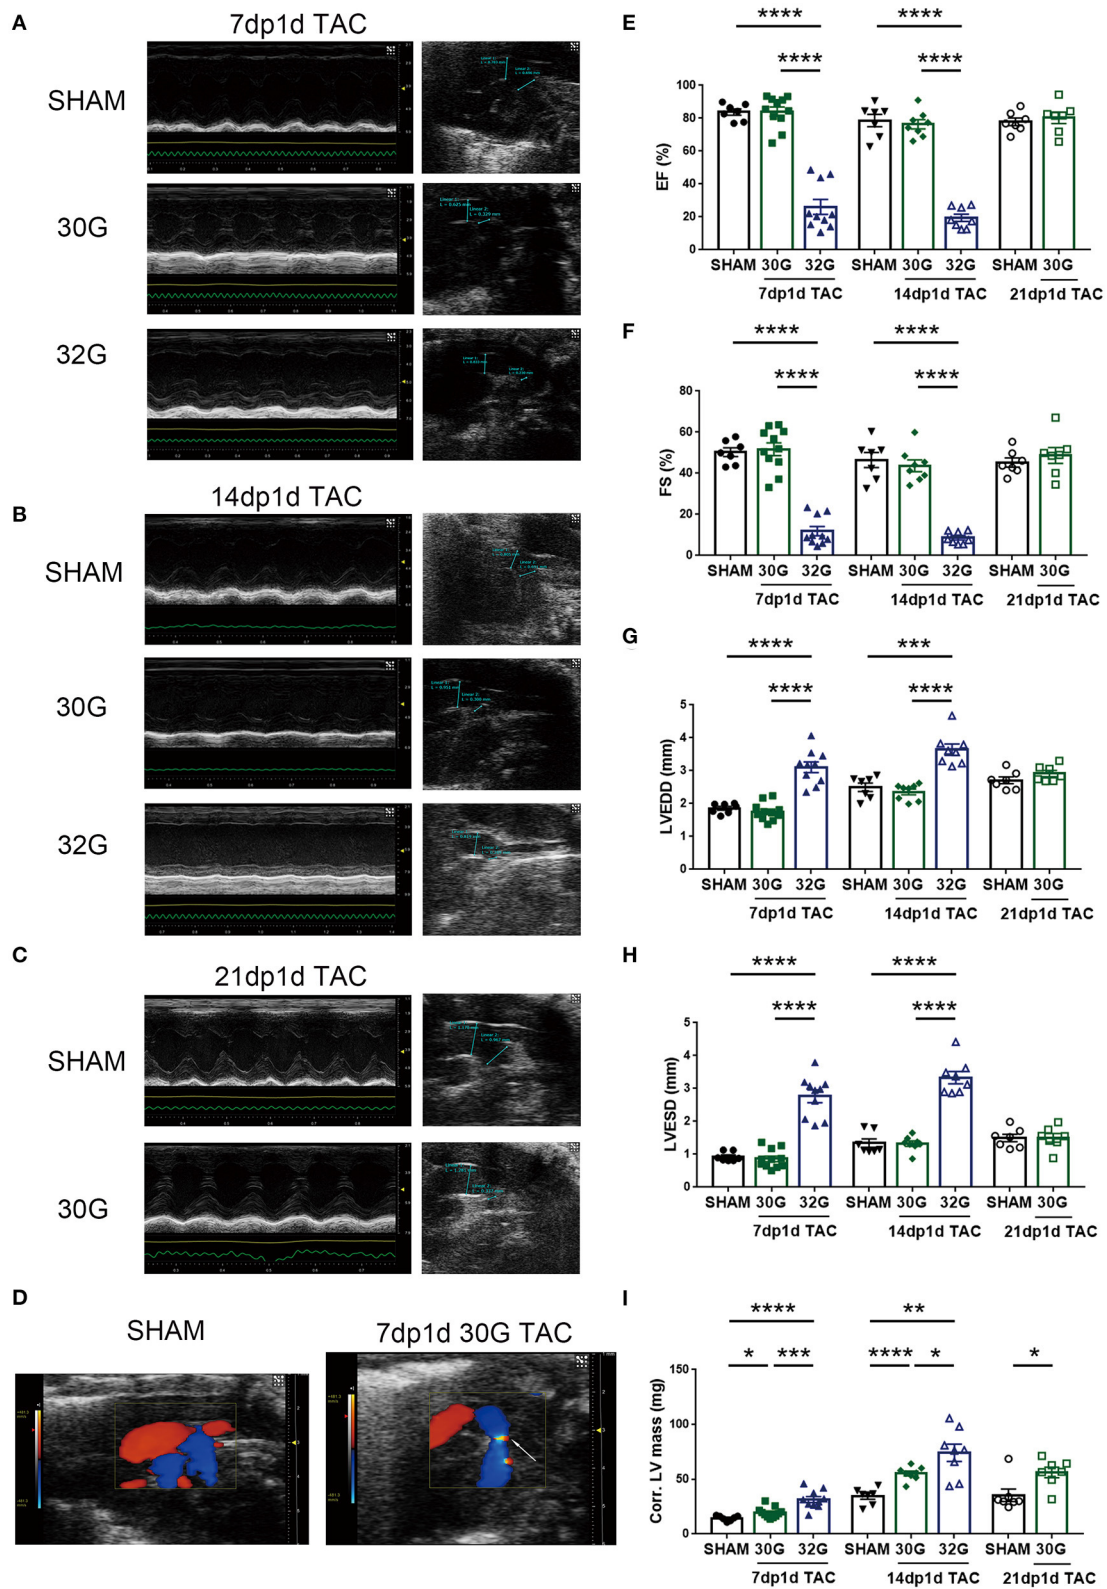 A
7dp1d TAC
SHAM
30G
32G
B
14dp1d TAC
SHAM
30G
32G
C
21dp1d TAC
SHAM
30G
D
SHAM
7dp1d 30G TAC
E
****
****
****
****
100
80
60
40
20
0
EF (%)
SHAM 30G 32G SHAM 30G 32G SHAM 30G
7dp1d TAC 14dp1d TAC 21dp1d TAC
F
****
****
****
****
80
60
40
20
0
FS (%)
SHAM 30G 32G SHAM 30G 32G SHAM 30G
7dp1d TAC 14dp1d TAC 21dp1d TAC
G
****
***
****
****
5
4
3
2
1
0
LVEDD (mm)
SHAM 30G 32G SHAM 30G 32G SHAM 30G
7dp1d TAC 14dp1d TAC 21dp1d TAC
H
****
****
****
****
5
4
3
2
1
0
LVESD (mm)
SHAM 30G 32G SHAM 30G 32G SHAM 30G
7dp1d TAC 14dp1d TAC 21dp1d TAC
I
****
**
* *** **** * *
150
100
50
0
Corr. LV mass (mg)
SHAM 30G 32G SHAM 30G 32G SHAM 30G
7dp1d TAC 14dp1d TAC 21dp1d TAC